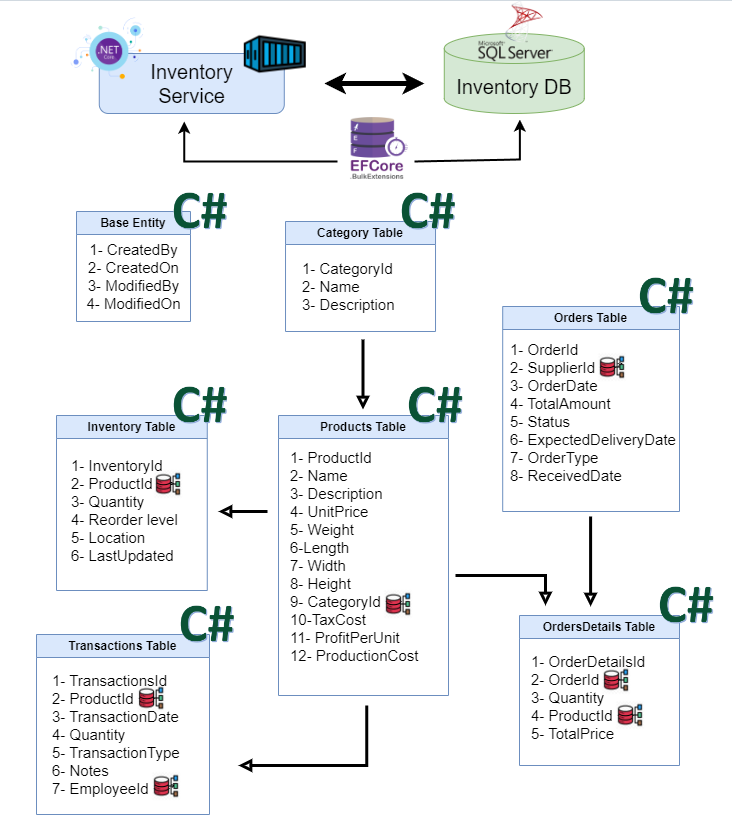 .NET
Core
Inventory
Service
Microsoft
SQL Server
Inventory DB
EFCore
.BulkExtensions
C#
Base Entity
1- CreatedBy
2- CreatedOn
3- ModifiedBy
4- ModifiedOn
C#
Category Table
1- CategoryId
2- Name
3- Description
C#
Orders Table
1- OrderId
2- SupplierId
3- OrderDate
4- TotalAmount
5- Status
6- ExpectedDeliveryDate
7- OrderType
8- ReceivedDate
C#
Inventory Table
1- InventoryId
2- ProductId
3- Quantity
4- Reorder level
5- Location
6- LastUpdated
C#
Products Table
1- ProductId
2- Name
3- Description
4- UnitPrice
5- Weight
6-Length
7- Width
8- Height
9- CategoryId
10-TaxCost
11- ProfitPerUnit
12- ProductionCost
C#
OrdersDetails Table
1- OrderDetailsId
2- OrderId
3- Quantity
4- ProductId
5- TotalPrice
C#
Transactions Table
1- TransactionsId
2- ProductId
3- TransactionDate
4- Quantity
5- TransactionType
6- Notes
7- EmployeeId